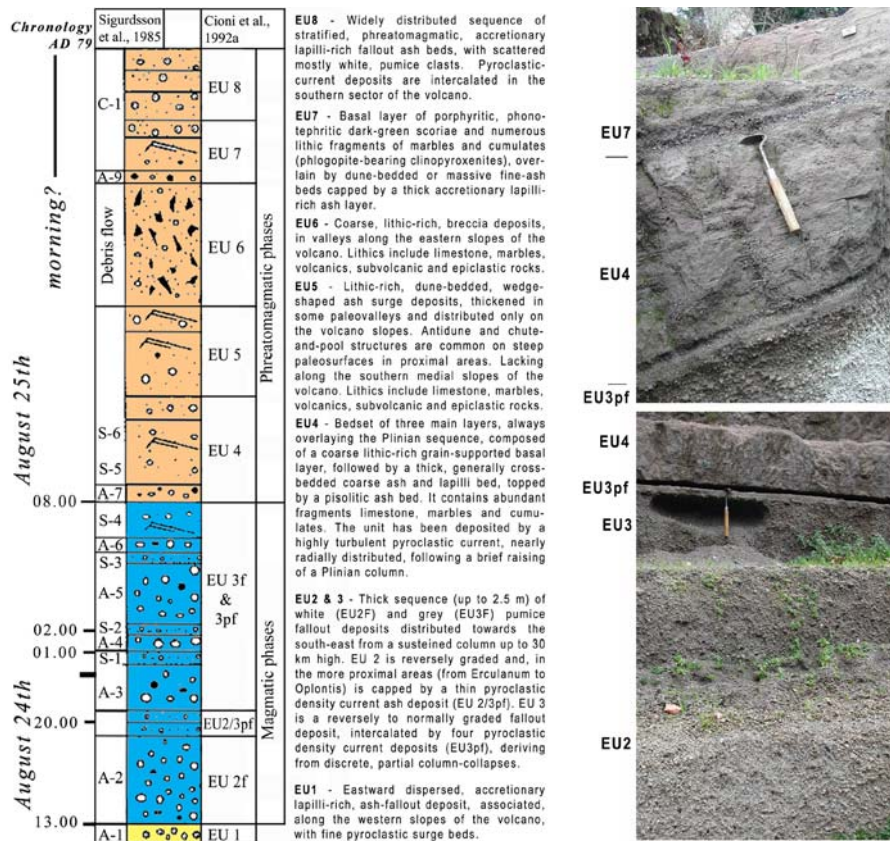 Chronology
AD 79
Sigurdsson
et al., 1985
Cioni et al.,
1992a
morning?
August 25th
August 24th
08.00
02.00
01.00
20.00
13.00
C-1
A-9
Debris flow
S-6
S-5
A-7
S-4
A-6
S-3
A-5
S-2
A-4
S-1
A-3
A-2
A-1
EU 8
EU 7
EU 6
EU 5
EU 4
EU 3f
&
3pf
EU2/3pf
EU 2f
EU 1
Phreatomagmatic phases
Magmatic phases
EU8 - Widely distributed sequence of
stratified, phreatomagmatic, accretionary
lapilli-rich fallout ash beds, with scattered
mostly white, pumice clasts. Pyroclastic-
current deposits are intercalated in the
southern sector of the volcano.
EU7 - Basal layer of porphyritic, phono-
tephritic dark-green scoriae and numerous
lithic fragments of marbles and cumulates
(phlogopite-bearing clinopyroxenites), over-
lain by dune-bedded or massive fine-ash
beds capped by a thick accretionary lapilli-
rich ash layer.
EU6 - Coarse, lithic-rich, breccia deposits,
in valleys along the eastern slopes of the
volcano. Lithics include limestone, marbles,
volcanics, subvolcanic and epiclastic rocks.
EU5 - Lithic-rich, dune-bedded, wedge-
shaped ash surge deposits, thickened in
some paleovalleys and distributed only on
the volcano slopes. Antidune and chute-
and-pool structures are common on steep
paleosurfaces in proximal areas. Lacking
along the southern medial slopes of the
volcano. Lithics include limestone, marbles,
volcanics, subvolcanic and epiclastic rocks.
EU4 - Bedset of three main layers, always
overlaying the Plinian sequence, composed
of a coarse lithic-rich grain-supported basal
layer, followed by a thick, generally cross-
bedded coarse ash and lapilli bed, topped
by a pisolitic ash bed. It contains abundant
fragments limestone, marbles and cumu-
lates. The unit has been deposited by a
highly turbulent pyroclastic current, nearly
radially distributed, following a brief raising
of a Plinian column.
EU2 & 3 - Thick sequence (up to 2.5 m) of
white (EU2F) and grey (EU3F) pumice
fallout deposits distributed towards the
south-east from a susteined column up to 30
km high. EU 2 is reversely graded and, in
the more proximal areas (from Erculanum to
Oplontis) is capped by a thin pyroclastic
density current ash deposit (EU 2/3pf). EU 3
is a reversely to normally graded fallout
deposit, intercalated by four pyroclastic
density current deposits (EU3pf), deriving
from discrete, partial column-collapses.
EU1 - Eastward dispersed, accretionary
lapilli-rich, ash-fallout deposit, associated,
along the western slopes of the volcano,
with fine pyroclastic surge beds.
EU7
EU4
EU3pf
EU4
EU3pf
EU3
EU2